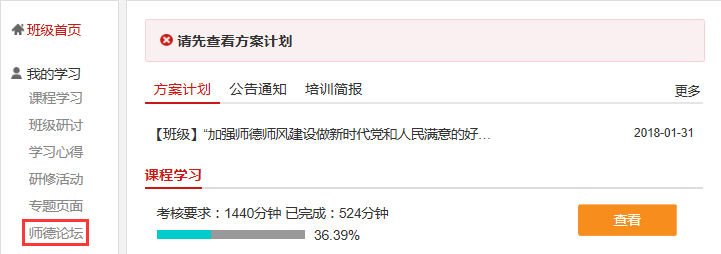 班级首页
我的学习
课程学习
班级研讨
学习心得
研修活动
专题页面
师德论坛
请先查看方案计划
方案计划 公告通知 培训简报 更多
【班级】“加强师德师风建设做新时代党和人民满意的好... 2018-01-31
课程学习
考核要求：1440分钟 已完成：524分钟
36.39%
查看